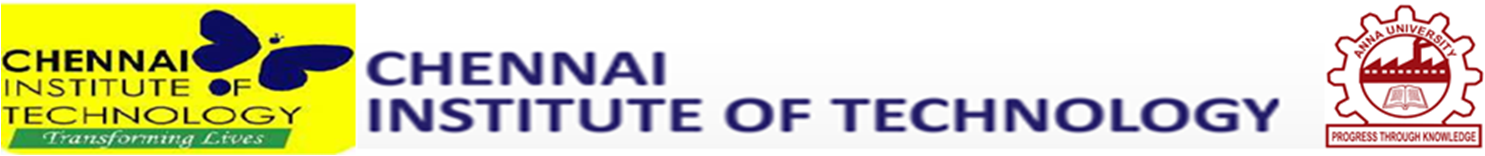 CHENNAI
INSTITUTE OF
TECHNOLOGY
Transforming Lives
CHENNAI
INSTITUTE OF TECHNOLOGY
ANNA UNIVERSITY
PROGRESS THROUGH KNOWLEDGE